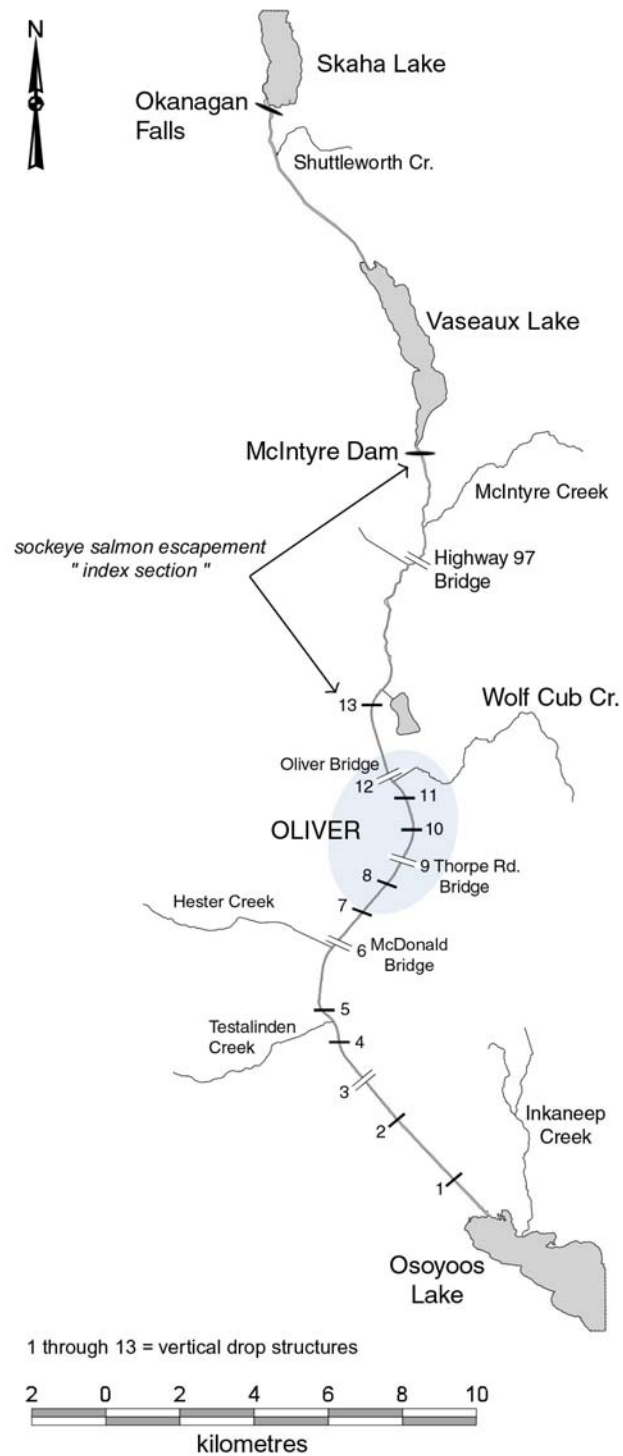 N
Skaha Lake
Okanagan
Falls
Shuttleworth Cr.
Vaseaux Lake
McIntyre Dam
McIntyre Creek
sockeye salmon escapement
" index section "
Highway 97
Bridge
13
Wolf Cub Cr.
Oliver Bridge
12
11
OLIVER
10
9 Thorpe Rd.
Bridge
8
Hester Creek
7
6 McDonald
Bridge
5
Testalinden
Creek
4
3
2
Inkaneep
Creek
1
Osoyoos
Lake
1 through 13 = vertical drop structures
2 0 2 4 6 8 10
kilometres